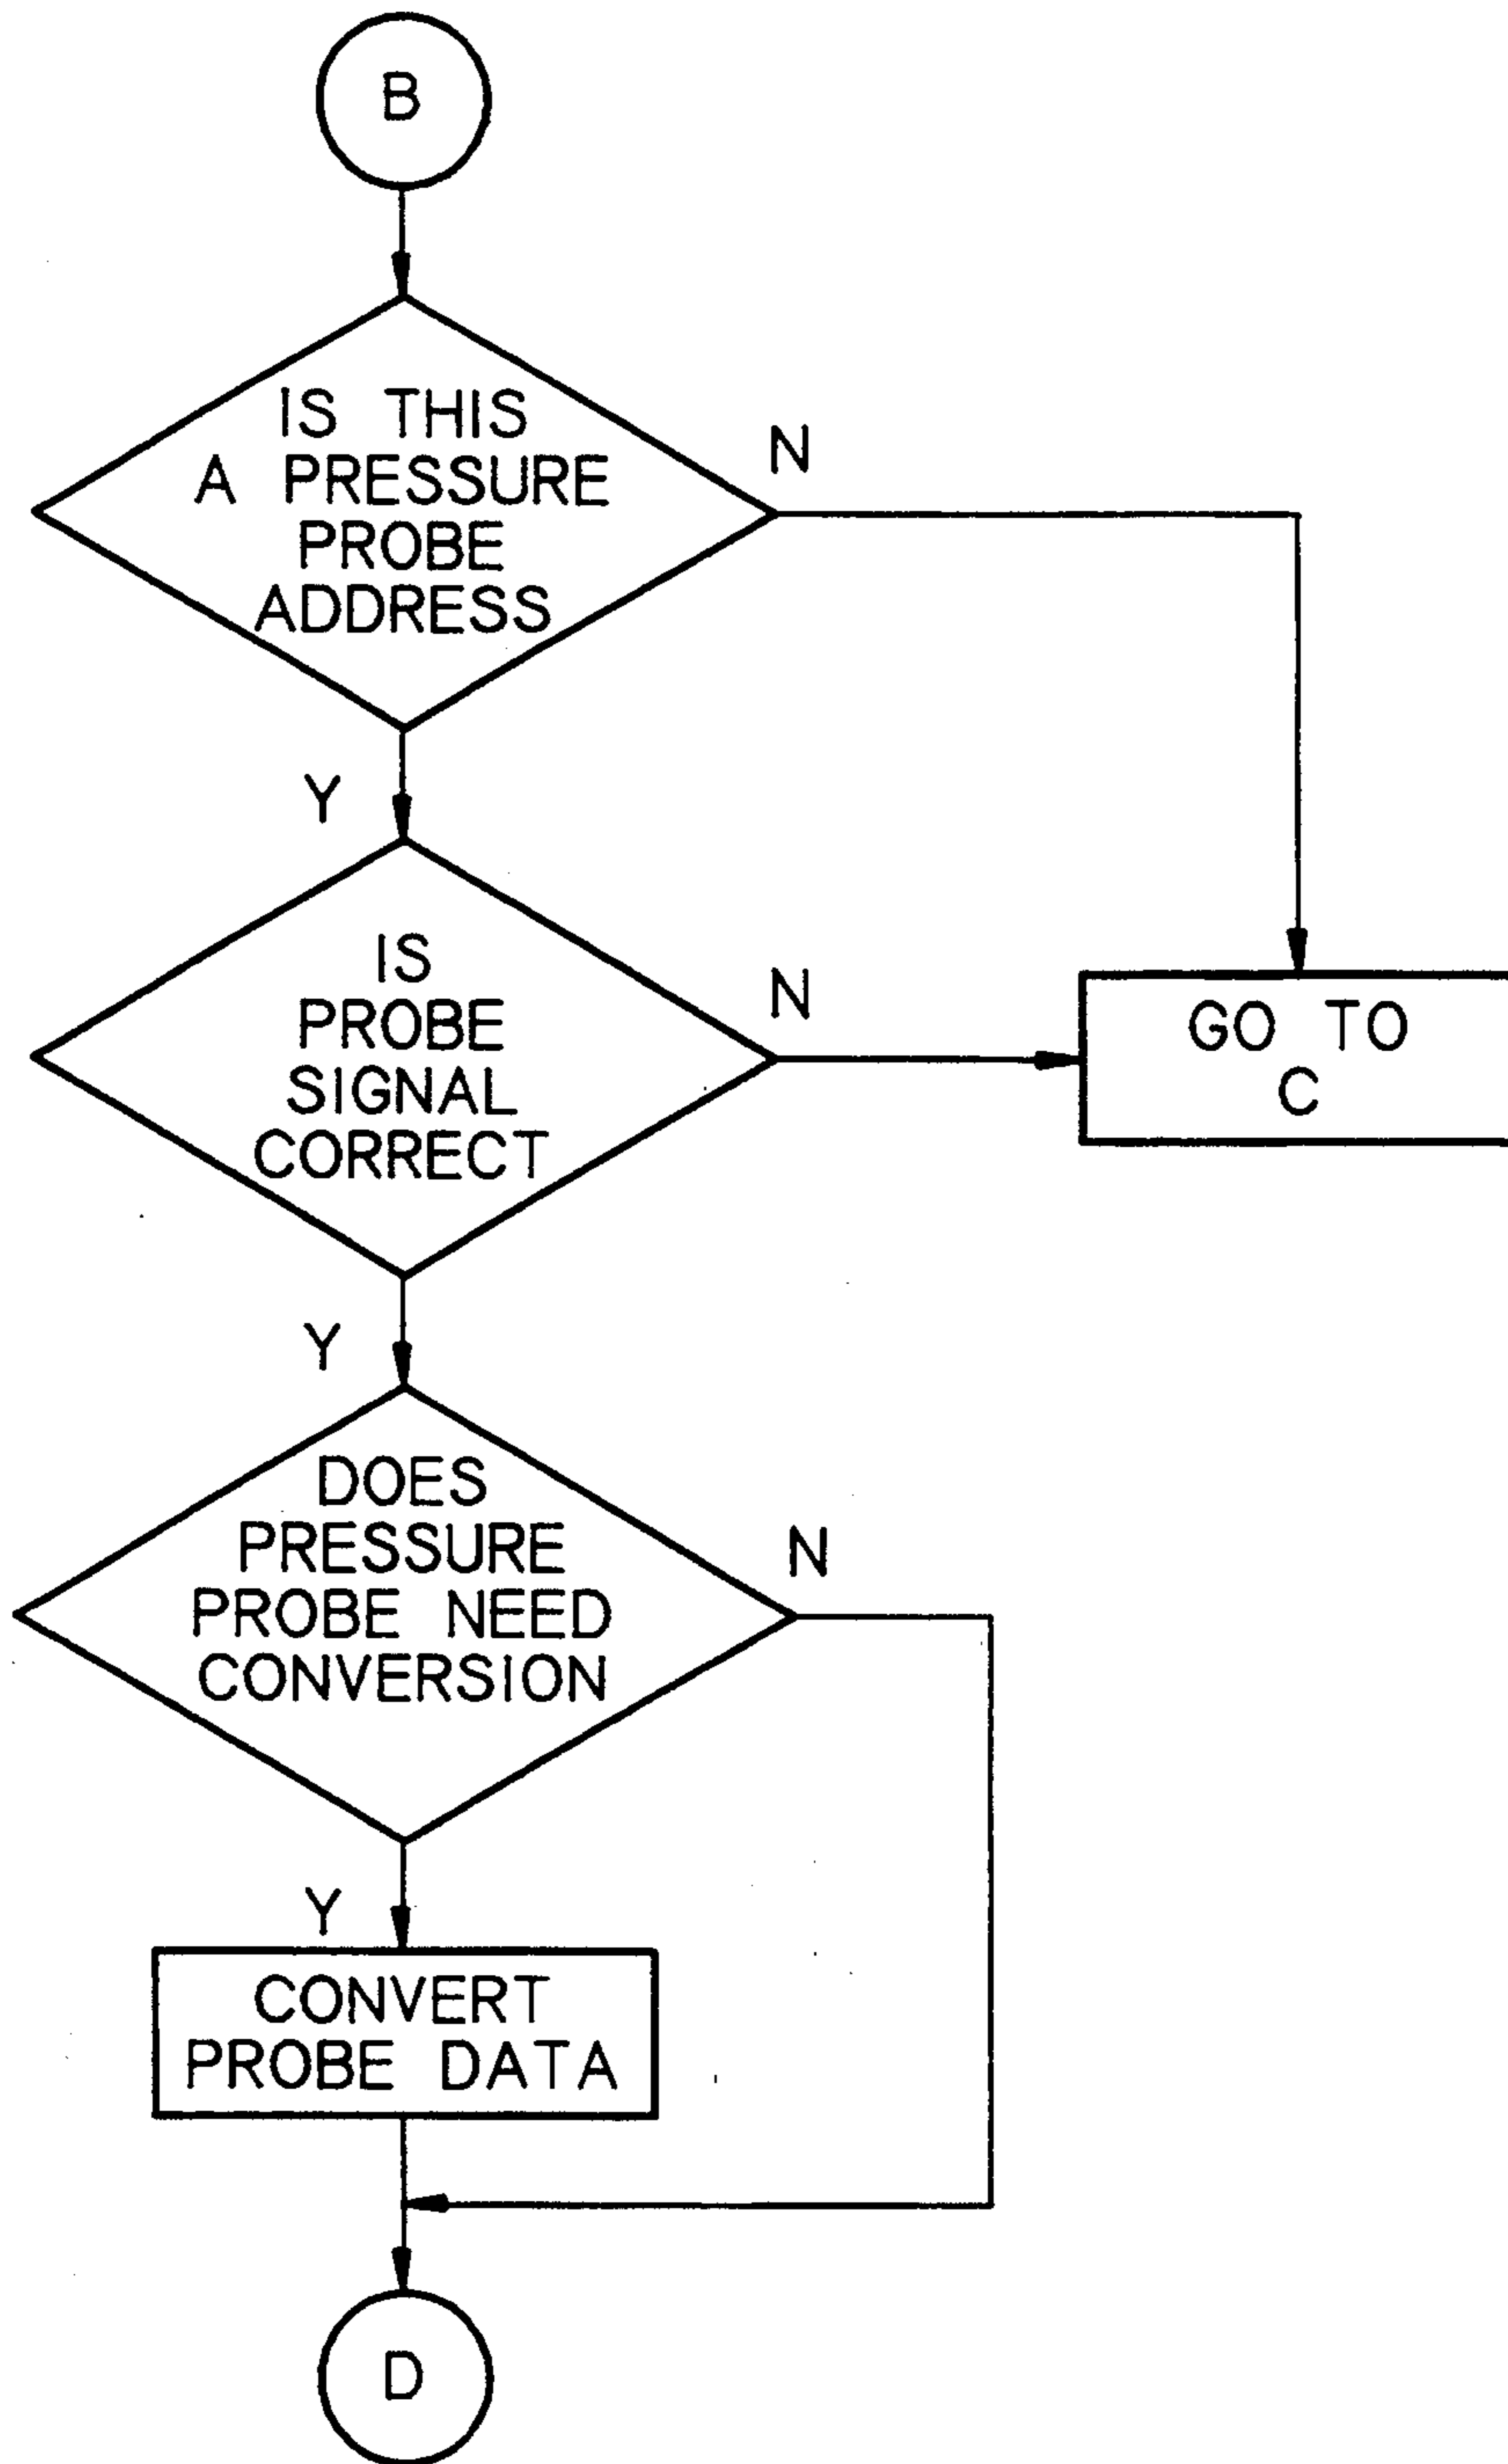 B
IS THIS
A PRESSURE
PROBE
ADDRESS
N
Y
IS
PROBE
SIGNAL
CORRECT
N
GO TO
C
Y
DOES
PRESSURE
PROBE NEED
CONVERSION
N
Y
CONVERT
PROBE DATA
D